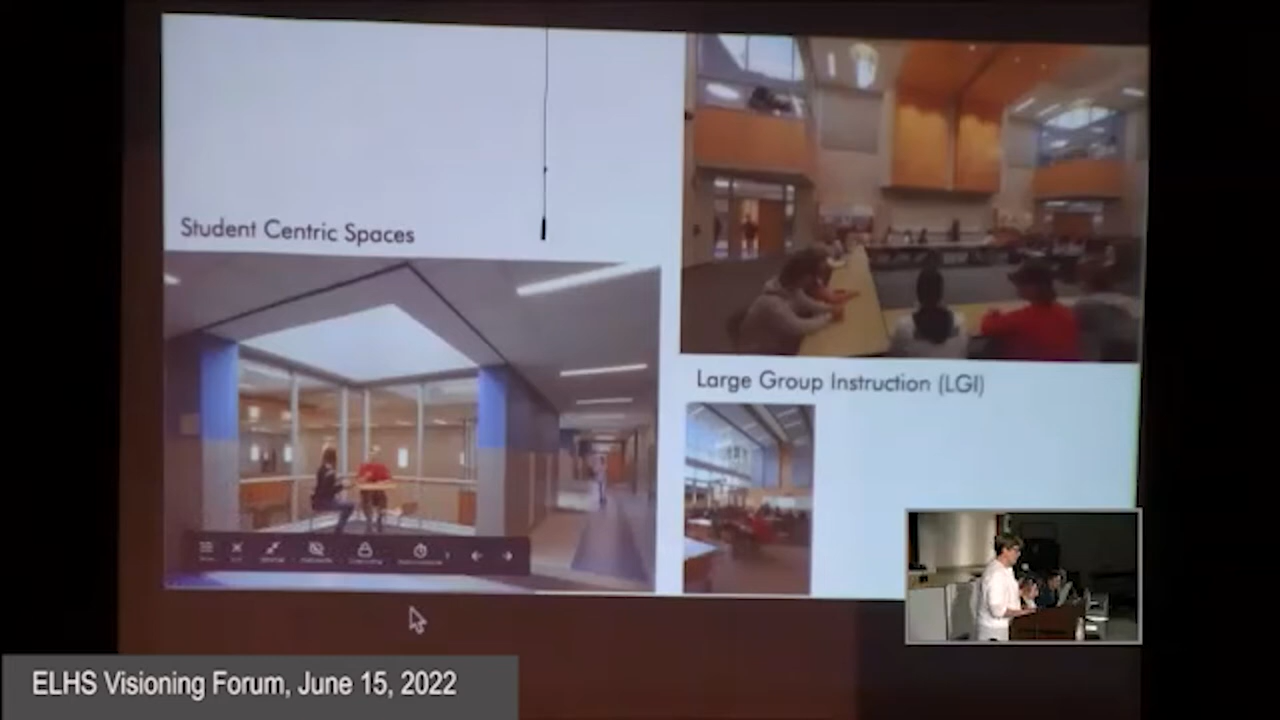 Student Centric Spaces
Large Group Instruction (LGI)
ELHS Visioning Forum, June 15, 2022